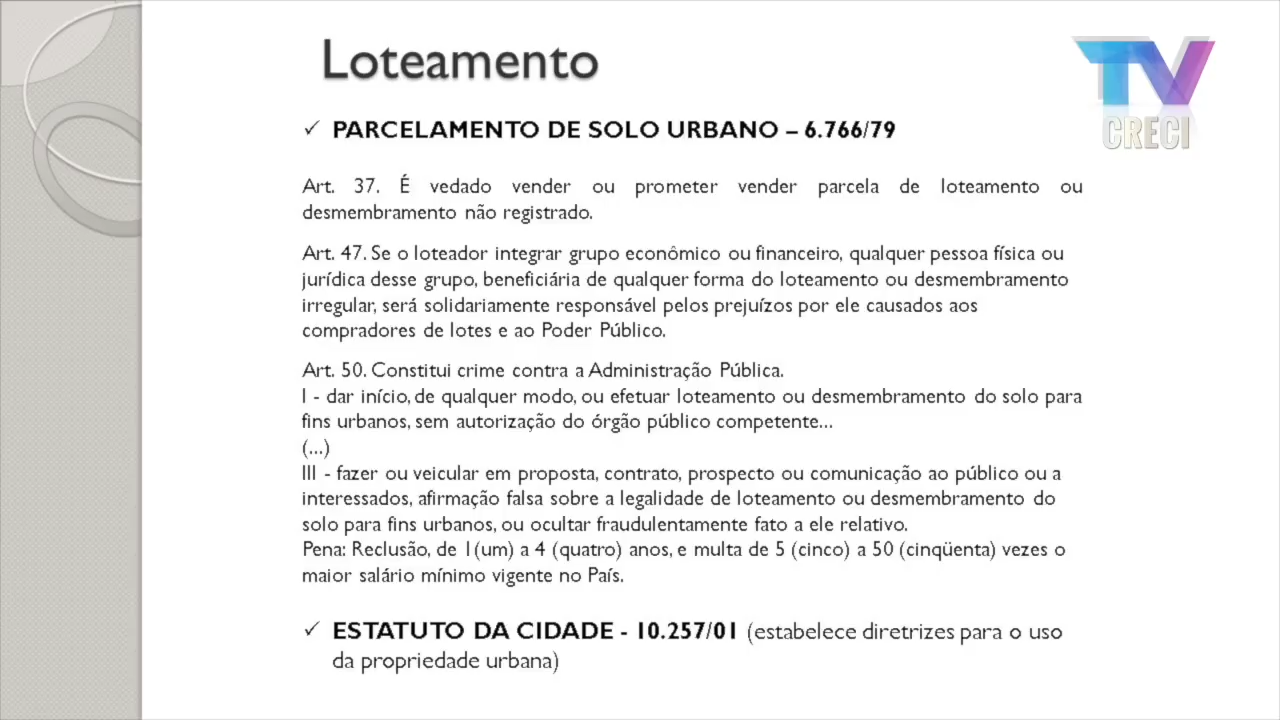 Loteamento
TV
CRECI
✓ PARCELAMENTO DE SOLO URBANO – 6.766/79
Art. 37. É vedado vender ou prometer vender parcela de loteamento ou
desmembramento não registrado.
Art. 47. Se o loteador integrar grupo econômico ou financeiro, qualquer pessoa física ou
jurídica desse grupo, beneficiária de qualquer forma do loteamento ou desmembramento
irregular, será solidariamente responsável pelos prejuízos por ele causados aos
compradores de lotes e ao Poder Público.
Art. 50. Constitui crime contra a Administração Pública.
I - dar início, de qualquer modo, ou efetuar loteamento ou desmembramento do solo para
fins urbanos, sem autorização do órgão público competente...
(...)
III - fazer ou veicular em proposta, contrato, prospecto ou comunicação ao público ou a
interessados, afirmação falsa sobre a legalidade de loteamento ou desmembramento do
solo para fins urbanos, ou ocultar fraudulentamente fato a ele relativo.
Pena: Reclusão, de 1(um) a 4 (quatro) anos, e multa de 5 (cinco) a 50 (cinqüenta) vezes o
maior salário mínimo vigente no País.
✓ ESTATUTO DA CIDADE - 10.257/01 (estabelece diretrizes para o uso
da propriedade urbana)